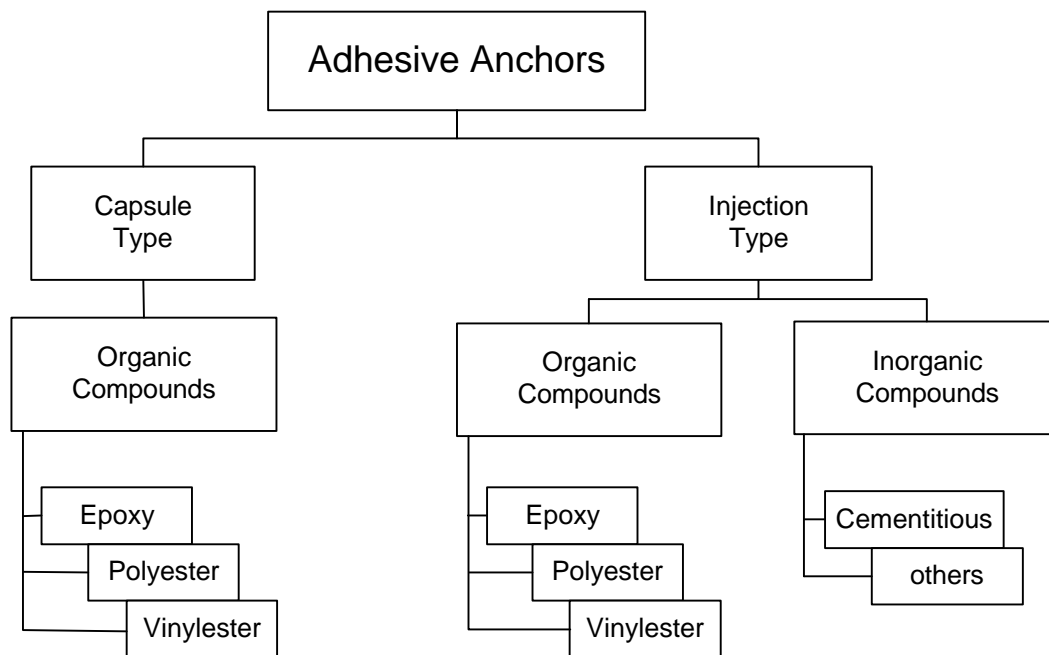 Adhesive Anchors
Capsule
Type
Injection
Type
Organic
Compounds
Organic
Compounds
Inorganic
Compounds
Epoxy
Polyester
Vinylester
Epoxy
Polyester
Vinylester
Cementitious
others